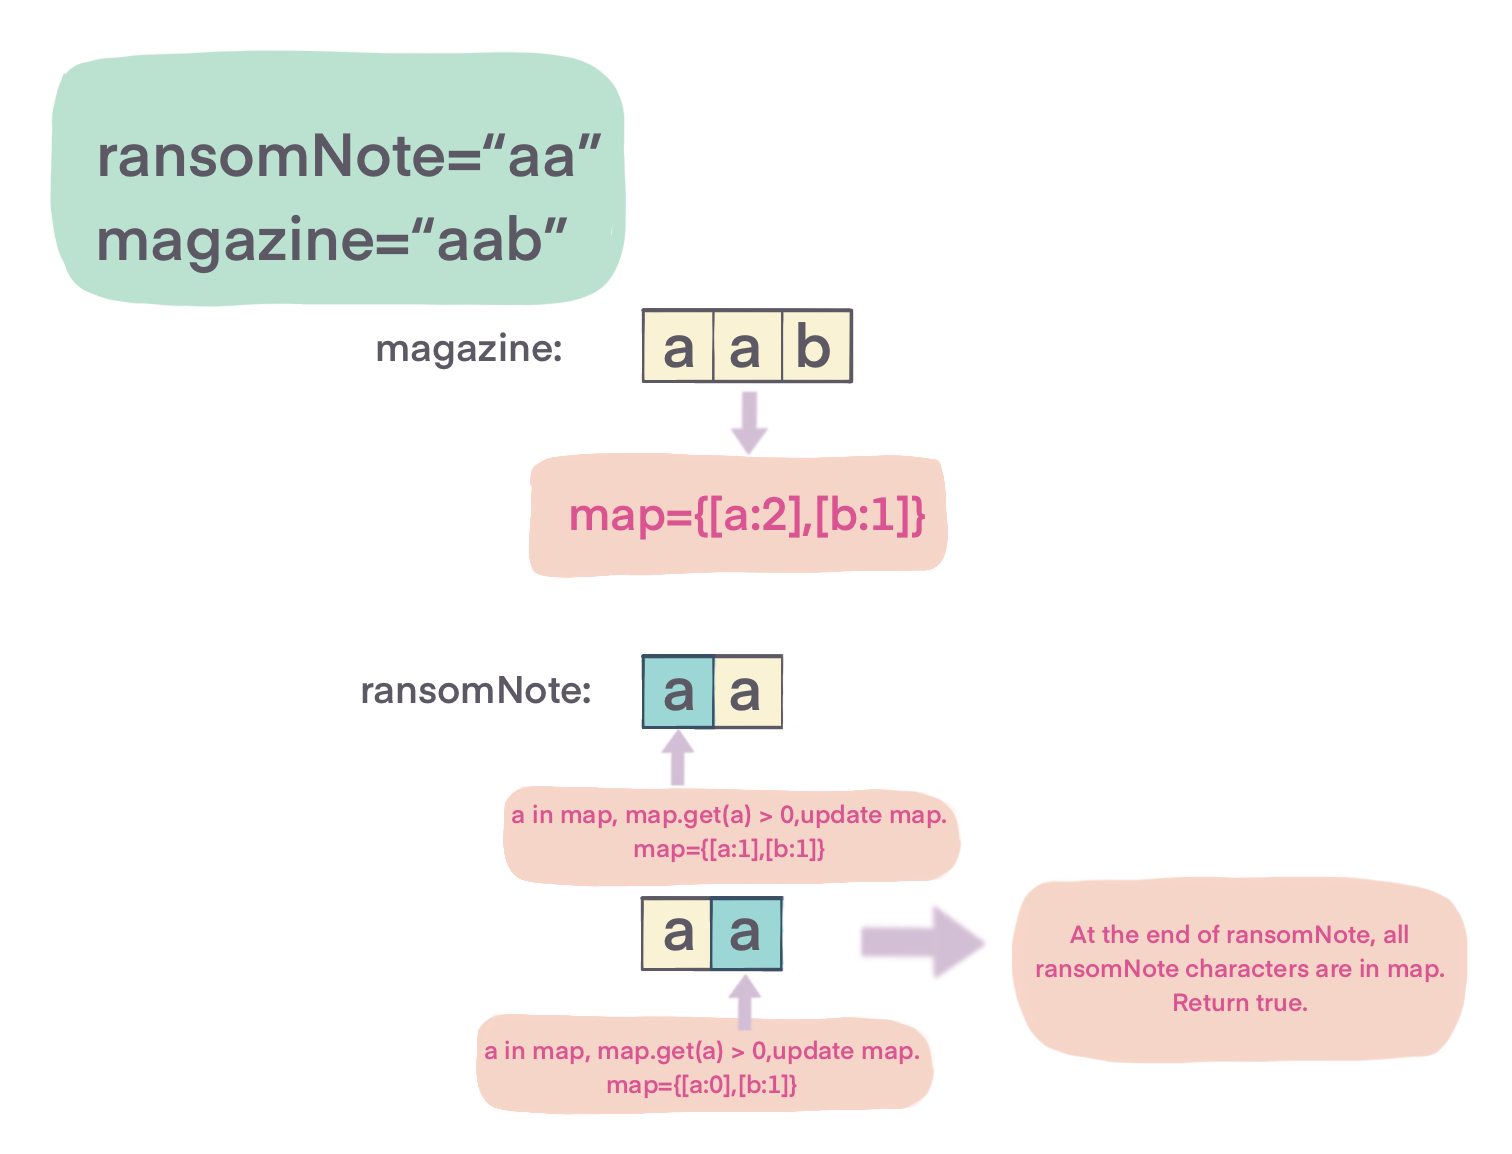 ransomNote=“aa”
magazine=“aab”
magazine:
a a b
map={[a:2],[b:1]}
ransomNote:
a a
a in map, map.get(a) > 0,update map.
map={[a:1],[b:1]}
a a
At the end of ransomNote, all
ransomNote characters are in map.
Return true.
a in map, map.get(a) > 0,update map.
map={[a:0],[b:1]}